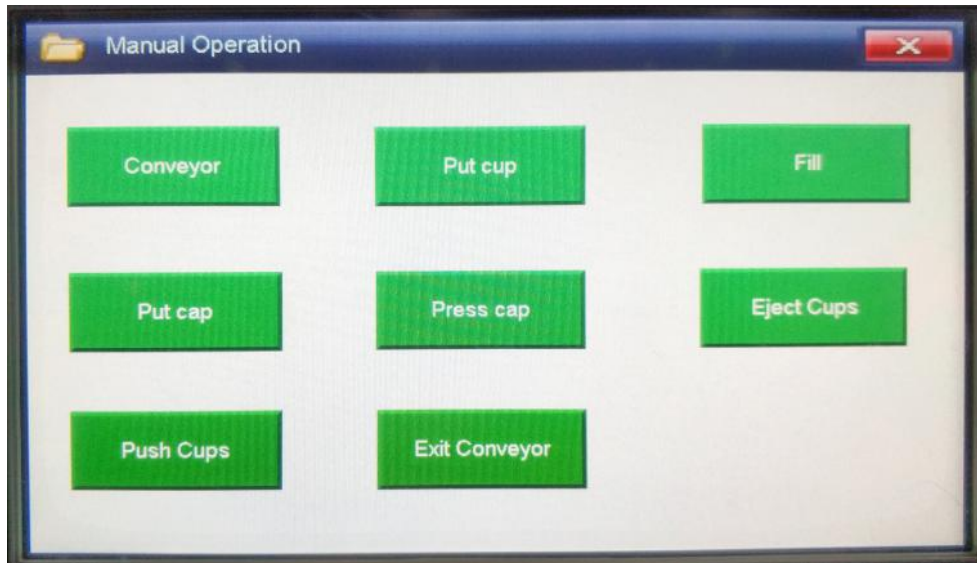 Manual Operation
Conveyor
Put cup
Fill
Put cap
Press cap
Eject Cups
Push Cups
Exit Conveyor